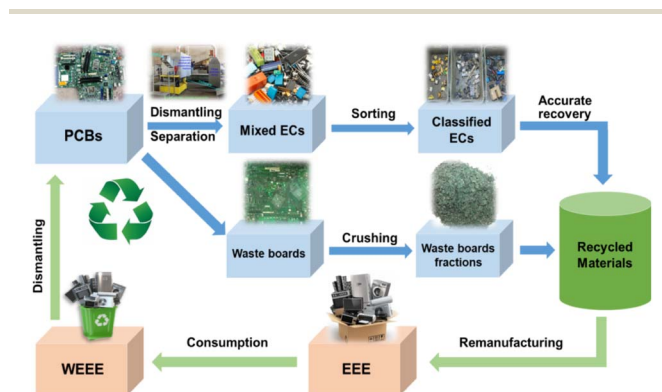 Dismantling
Separation
PCBs
Mixed ECs
Sorting
Classified
ECs
Accurate
recovery
Waste boards
Crushing
Waste boards
fractions
Recycled
Materials
Dismantling
WEEE
Consumption
EEE
Remanufacturing